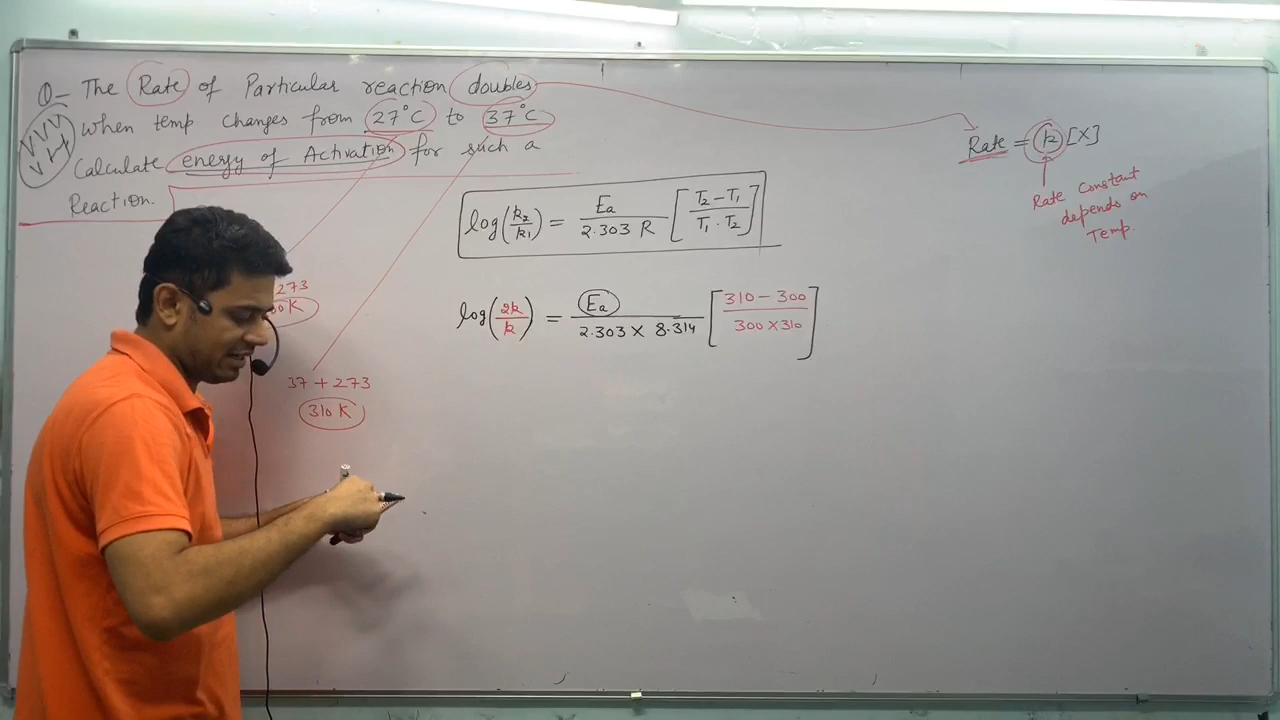 Q- The Rate of Particular reaction doubles
when temp changes from 27°C to 37°C
Calculate energy of Activation for such a
Reaction.
Rate = k [X]
Rate Constant
depends on
Temp.
log(k₂/k₁) = Ea/2.303 R [T₂-T₁/T₁.T₂]
273
log(2k/k) = Ea/2.303 × 8.314 [310-300/300×310]
37 + 273
310 K